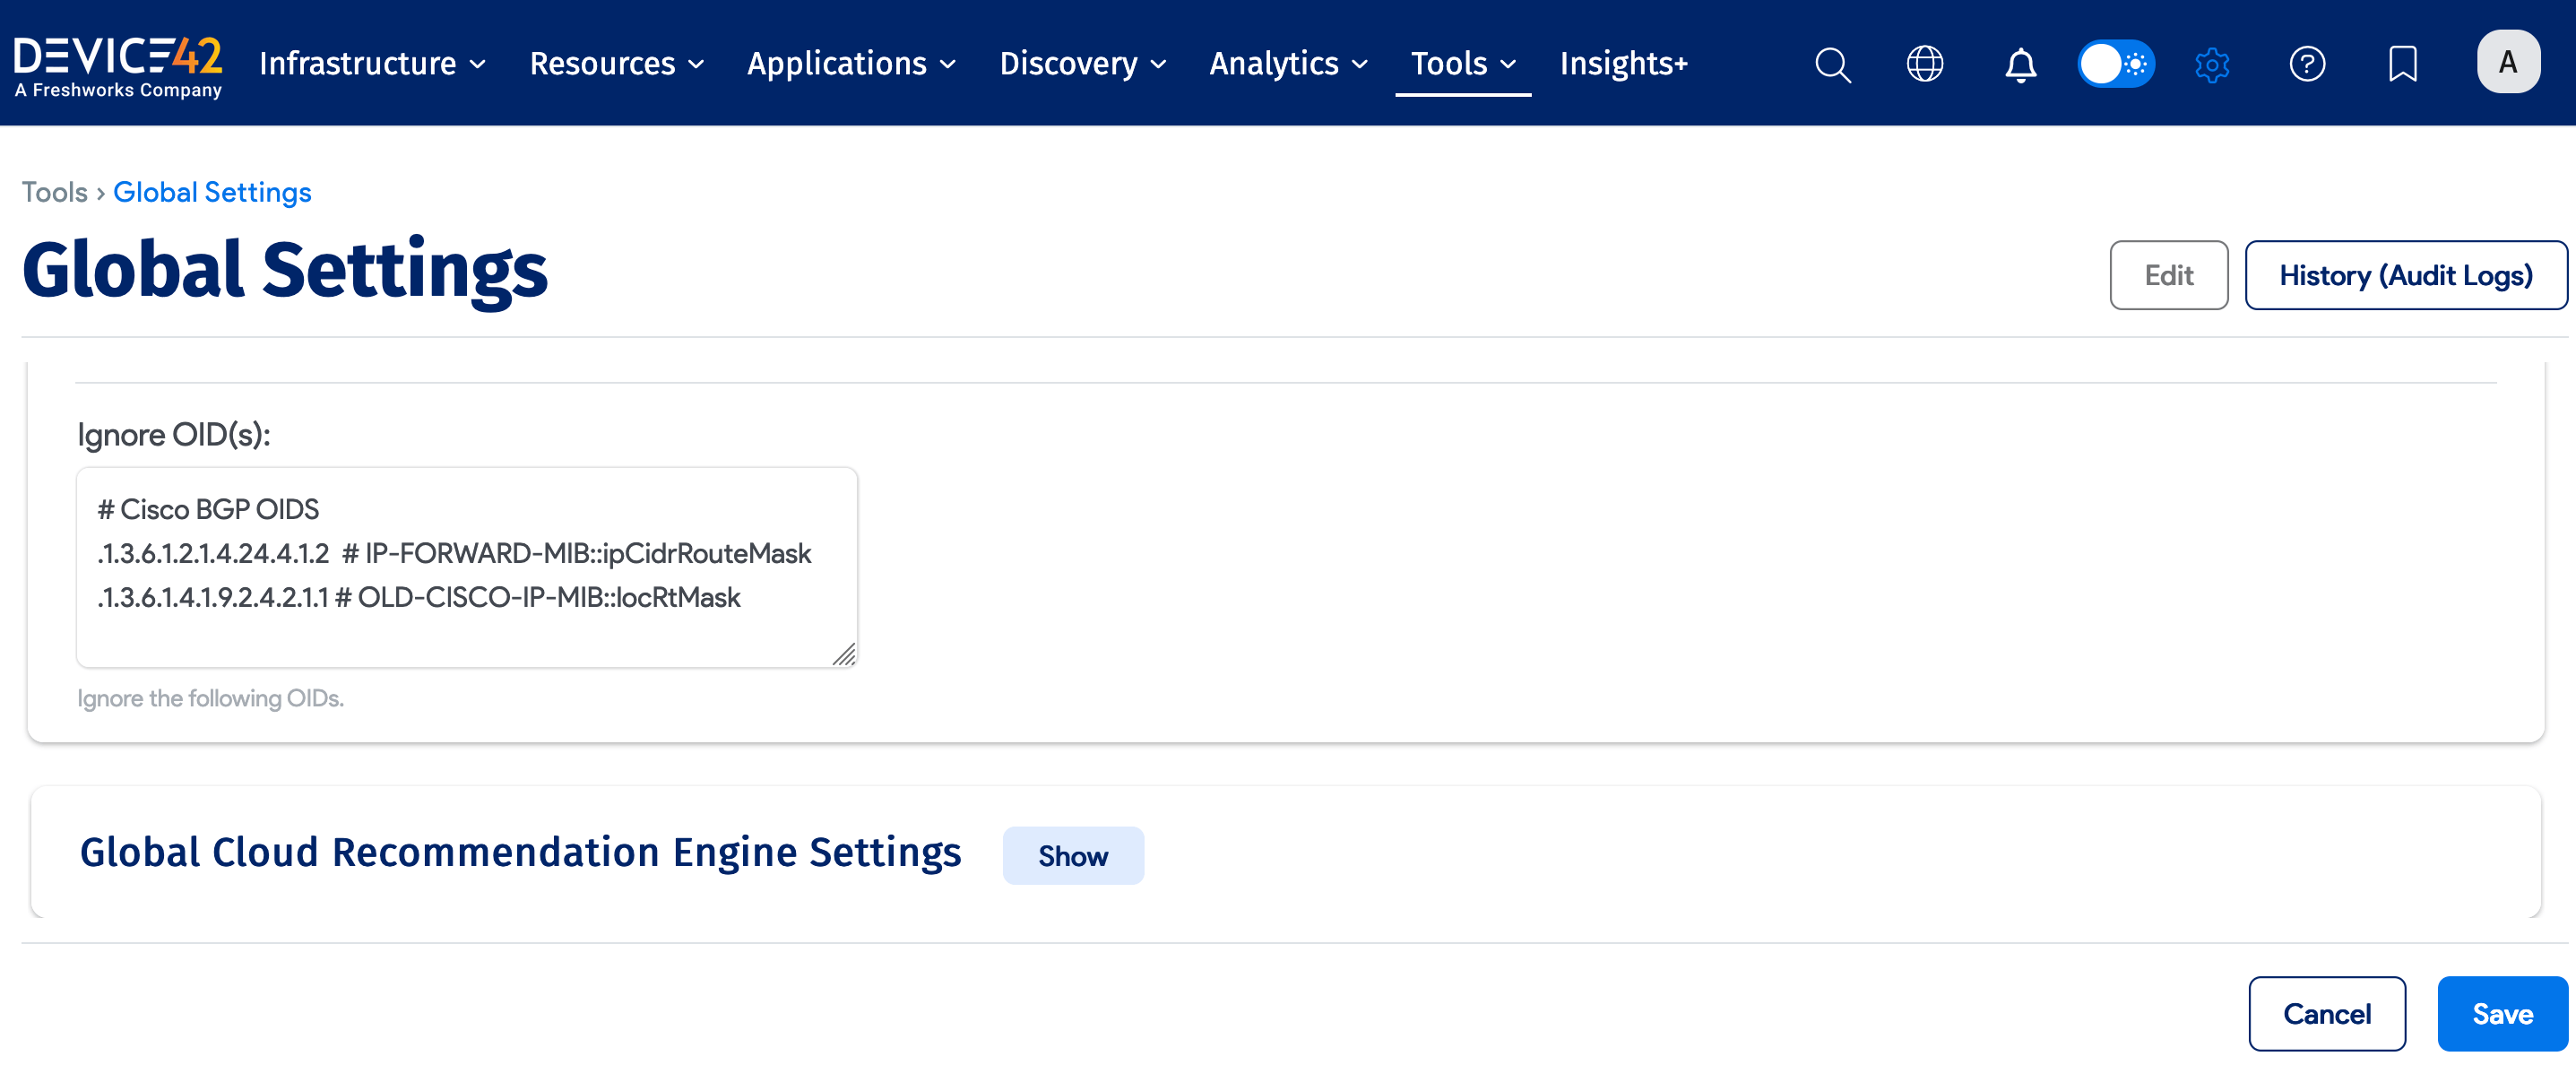 DEVICE42
A Freshworks Company
Infrastructure Resources Applications Discovery Analytics Tools Insights+
A
Tools › Global Settings
Global Settings
Edit
History (Audit Logs)
Ignore OID(s):
# Cisco BGP OIDS
.1.3.6.1.2.1.4.24.4.1.2 # IP-FORWARD-MIB::ipCidrRouteMask
.1.3.6.1.4.1.9.2.4.2.1.1 # OLD-CISCO-IP-MIB::locRtMask
Ignore the following OIDs.
Global Cloud Recommendation Engine Settings
Show
Cancel
Save